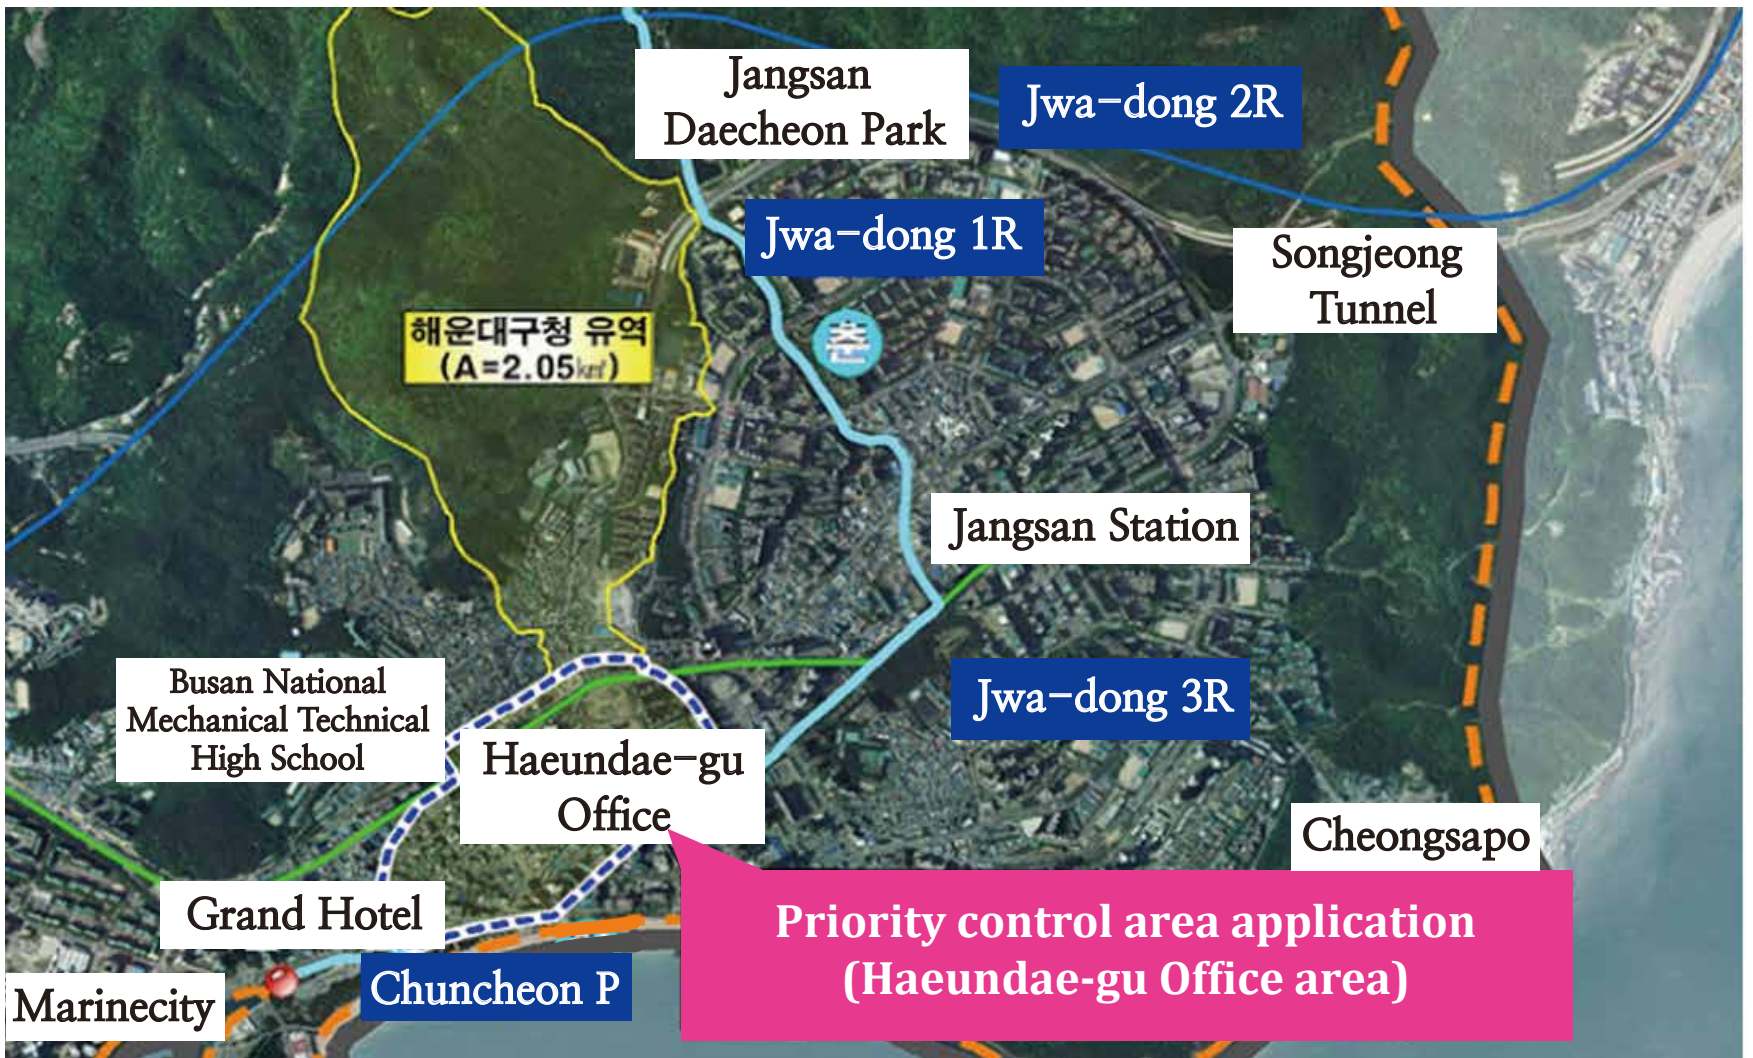 Jangsan
Daecheon Park
Jwa-dong 2R
Jwa-dong 1R
Songjeong
Tunnel
해운대구청 유역
(A=2.05㎢)
춘
Jangsan Station
Busan National
Mechanical Technical
High School
Jwa-dong 3R
Haeundae-gu
Office
Cheongsapo
Grand Hotel
Priority control area application
(Haeundae-gu Office area)
Chuncheon P
Marinecity